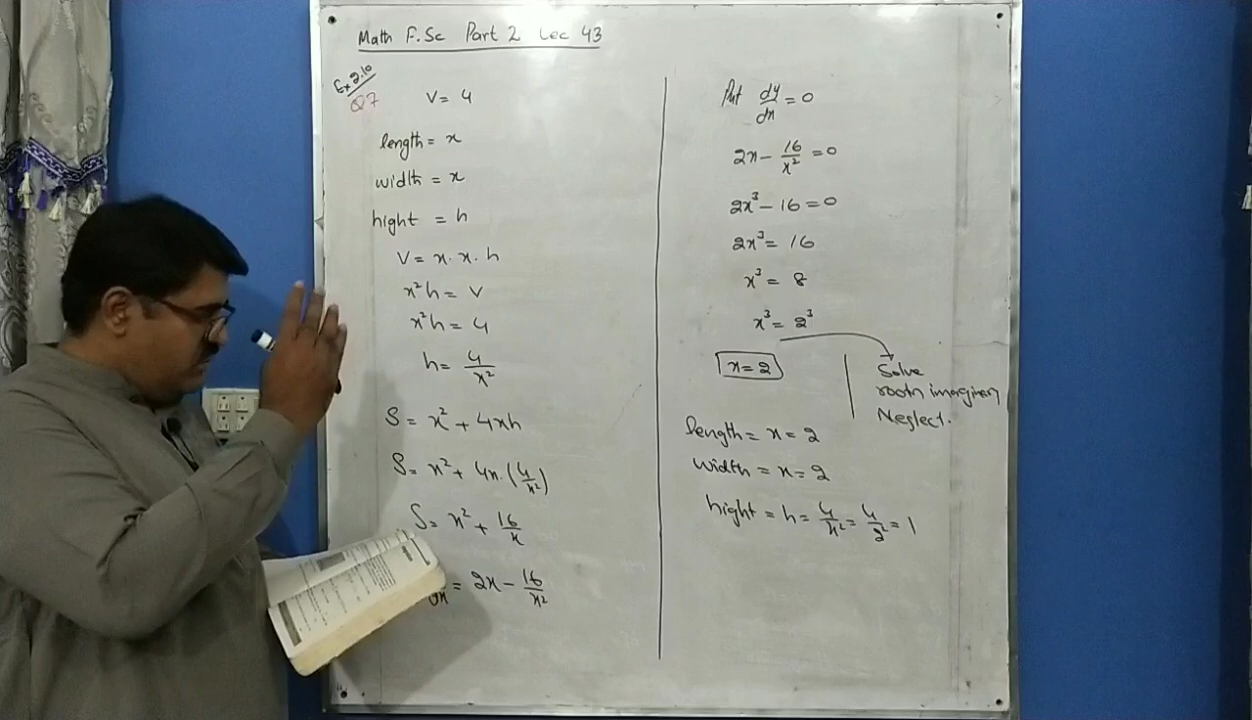 Math F.Sc Part 2 Lec 43
Ex 2.10
Q7
V = 4
length = x
width = x
hight = h
V = x. x. h
x²h = V
x²h = 4
h = 4/x²
S = x² + 4xh
S = x² + 4x.(4/x²)
S = x² + 16/x
= 2x - 16/x²
Put dy/dx = 0
2x - 16/x² = 0
2x³ - 16 = 0
2x³ = 16
x³ = 8
x³ = 2³
x = 2
Solve
Neglect.
length = x = 2
width = x = 2
hight = h = 4/x² = 4/2² = 1